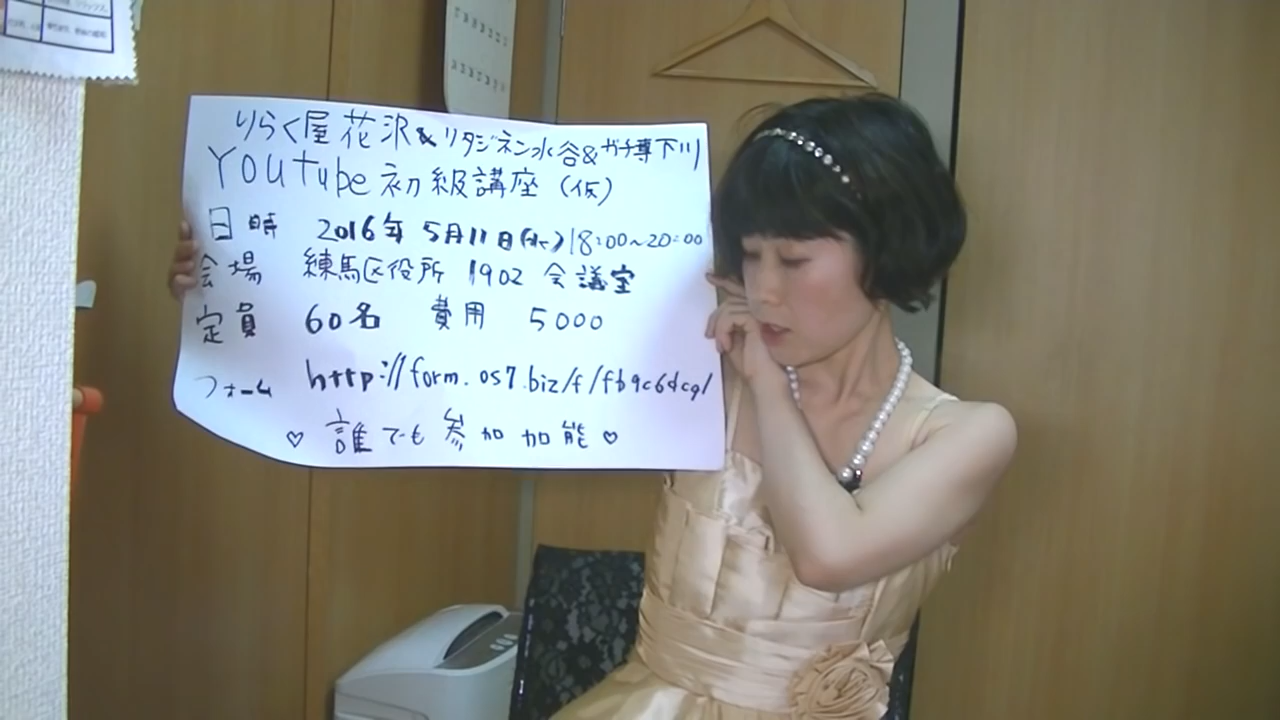 りらく屋花沢&リタジネン水谷&ガチ専下川
YouTube初級講座(仮)
日時 2016年5月11日(水)18:00~20:00
会場 練馬区役所 1902 会議室
定員 60名 費用 5000
フォーム http://form.os7.biz/f/fb9c6dcg/
♡ 誰でも参加加能 ♡